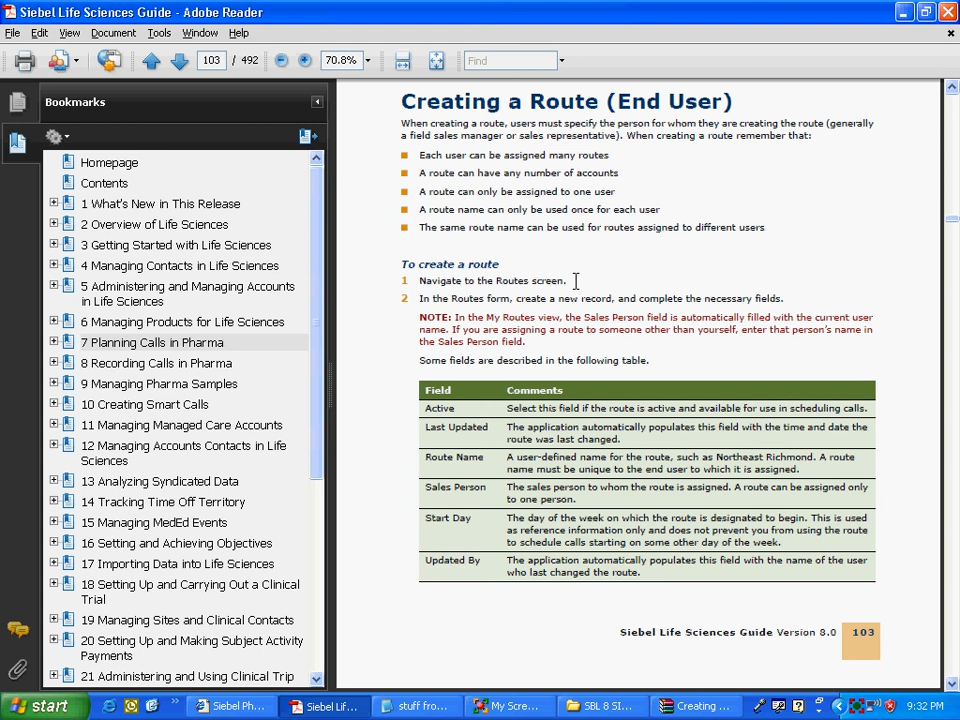 Siebel Life Sciences Guide - Adobe Reader
File Edit View Document Tools Window Help
103 / 492 70.8% Find
Bookmarks
Homepage
Contents
1 What's New in This Release
2 Overview of Life Sciences
3 Getting Started with Life Sciences
4 Managing Contacts in Life Sciences
5 Administering and Managing Accounts
in Life Sciences
6 Managing Products for Life Sciences
7 Planning Calls in Pharma
8 Recording Calls in Pharma
9 Managing Pharma Samples
10 Creating Smart Calls
11 Managing Managed Care Accounts
12 Managing Accounts Contacts in Life
Sciences
13 Analyzing Syndicated Data
14 Tracking Time Off Territory
15 Managing MedEd Events
16 Setting and Achieving Objectives
17 Importing Data into Life Sciences
18 Setting Up and Carrying Out a Clinical
Trial
19 Managing Sites and Clinical Contacts
20 Setting Up and Making Subject Activity
Payments
21 Administering and Using Clinical Trip
Creating a Route (End User)
When creating a route, users must specify the person for whom they are creating the route (generally
a field sales manager or sales representative). When creating a route remember that:
Each user can be assigned many routes
A route can have any number of accounts
A route can only be assigned to one user
A route name can only be used once for each user
The same route name can be used for routes assigned to different users
To create a route
1 Navigate to the Routes screen.
2 In the Routes form, create a new record, and complete the necessary fields.
NOTE: In the My Routes view, the Sales Person field is automatically filled with the current user
name. If you are assigning a route to someone other than yourself, enter that person's name in
the Sales Person field.
Some fields are described in the following table.
Field Comments
Active Select this field if the route is active and available for use in scheduling calls.
Last Updated The application automatically populates this field with the time and date the
route was last changed.
Route Name A user-defined name for the route, such as Northeast Richmond. A route
name must be unique to the end user to which it is assigned.
Sales Person The sales person to whom the route is assigned. A route can be assigned only
to one person.
Start Day The day of the week on which the route is designated to begin. This is used
as reference information only and does not prevent you from using the route
to schedule calls starting on some other day of the week.
Updated By The application automatically populates this field with the name of the user
who last changed the route.
Siebel Life Sciences Guide Version 8.0 103
start Siebel Ph... Siebel Lif... stuff fro... My Scre... SBL 8 SI... Creating ... 9:32 PM